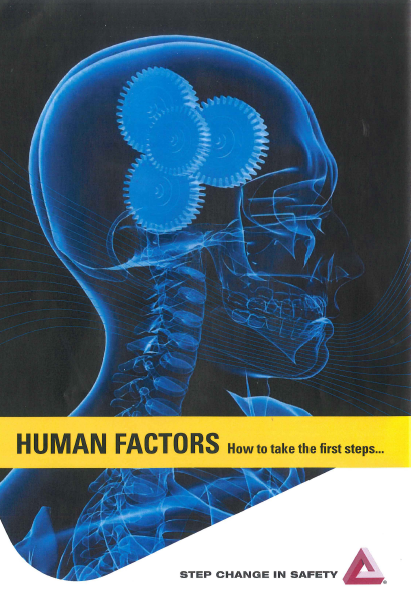 HUMAN FACTORS How to take the first steps...
STEP CHANGE IN SAFETY